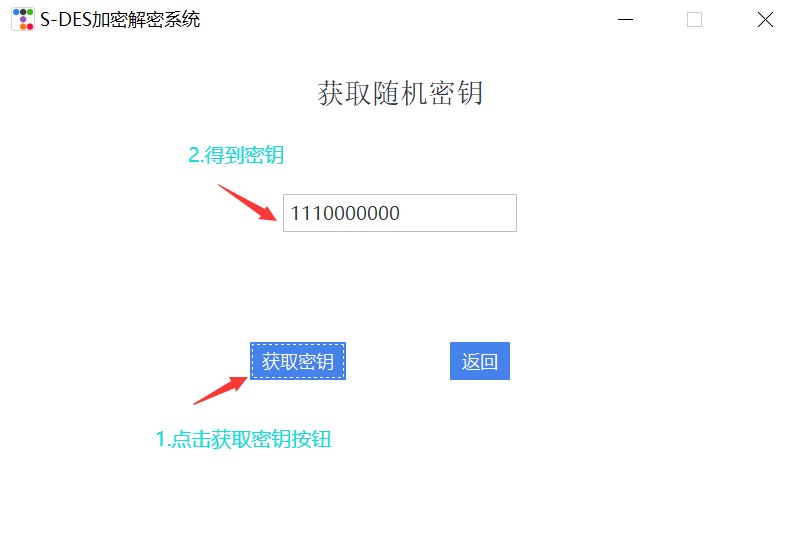 S-DES加密解密系统
获取随机密钥
2.得到密钥
1110000000
获取密钥
返回
1.点击获取密钥按钮